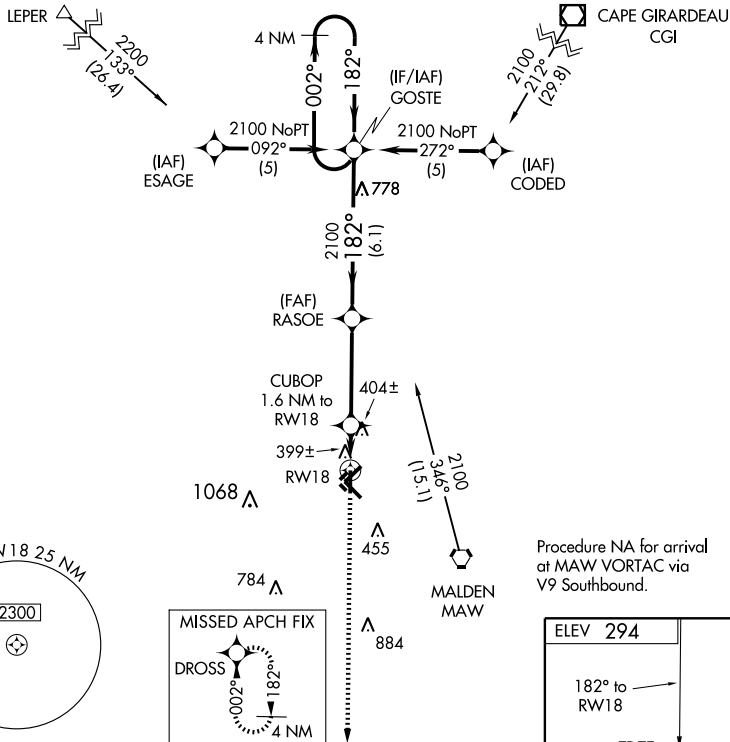 LEPER
2200
133°
(26.4)
4 NM
002°
182°
(IF/IAF)
GOSTE
CAPE GIRARDEAU
CGI
2100
212°
(29.8)
2100 NoPT
092°
(5)
(IAF)
ESAGE
2100 NoPT
272°
(5)
(IAF)
CODED
778
2100
182°
(6.1)
(FAF)
RASOE
CUBOP
1.6 NM to
RW18
404±
399±
RW18
2100
346°
(15.1)
1068
455
MALDEN
MAW
784
884
Procedure NA for arrival
at MAW VORTAC via
V9 Southbound.
W18 25 NM
2300
MISSED APCH FIX
DROSS
002°
182°
4 NM
ELEV 294
182° to
RW18